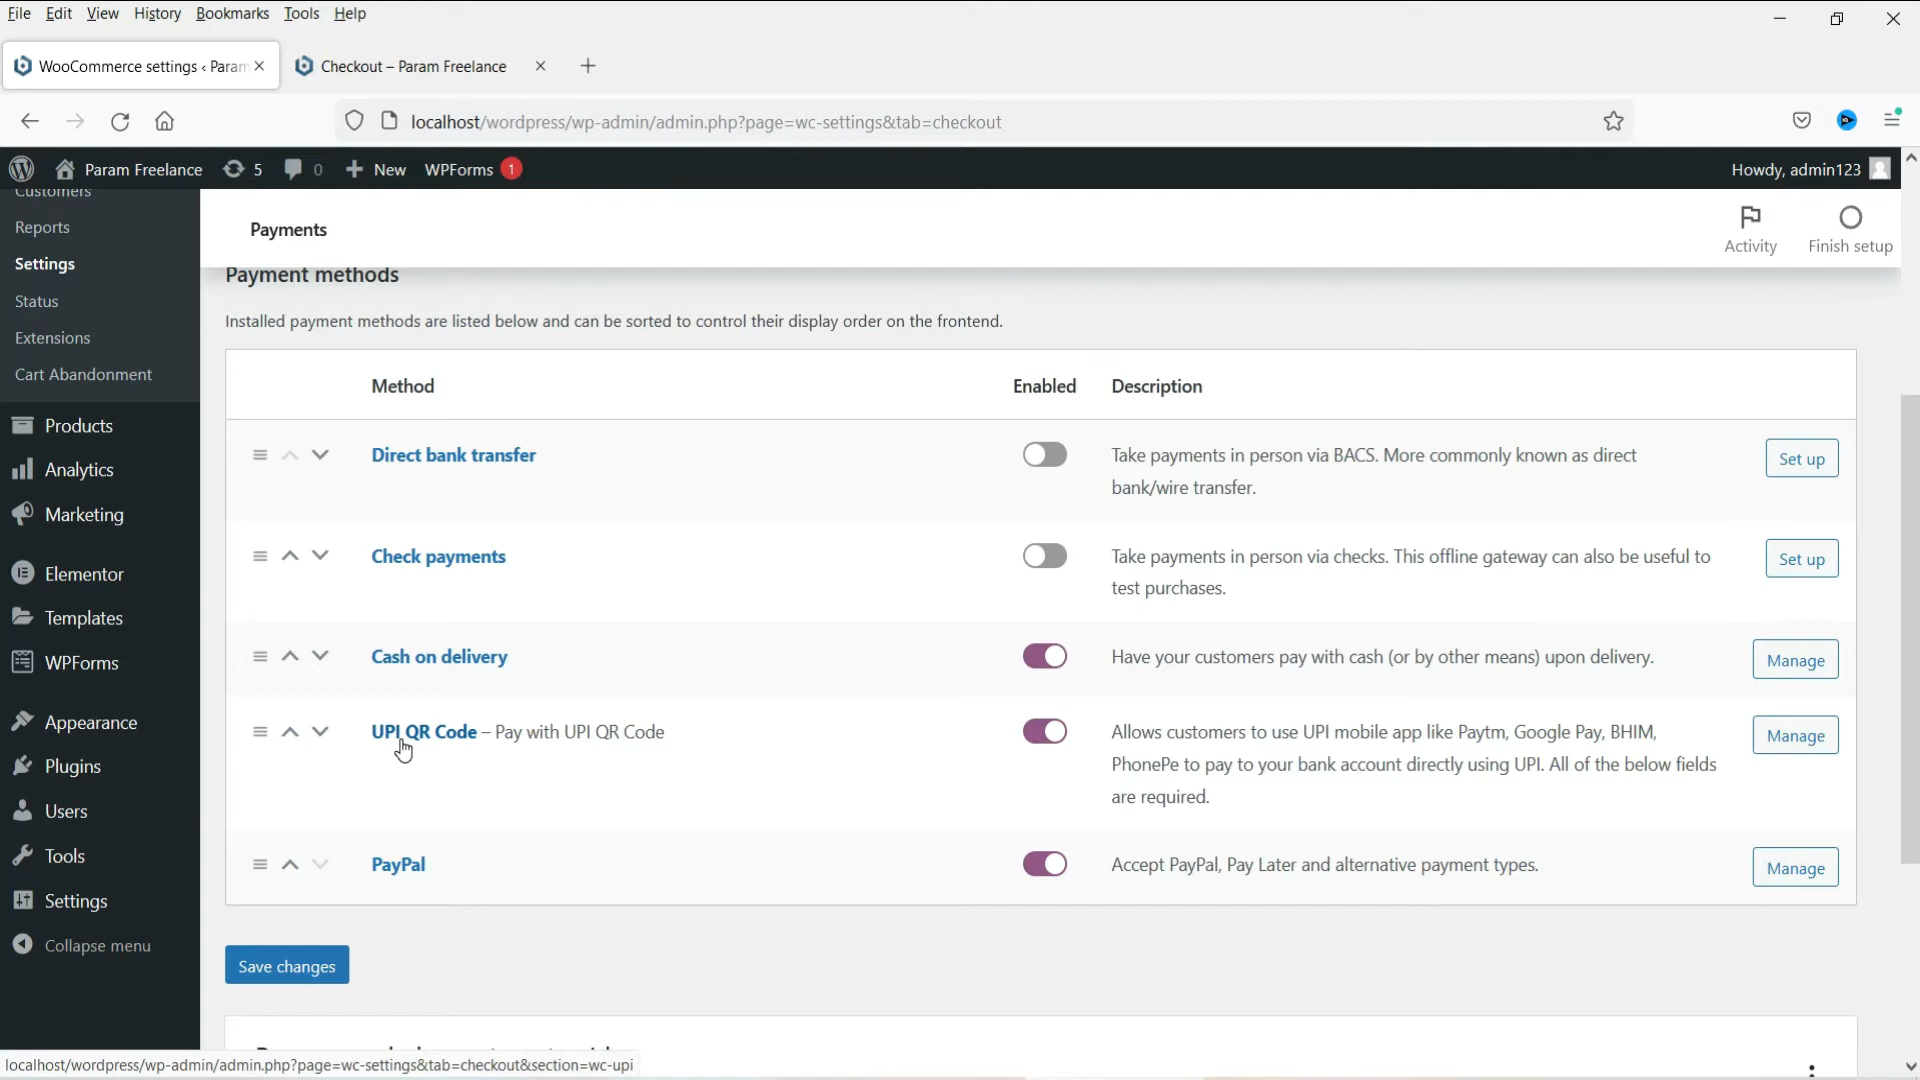 File Edit View History Bookmarks Tools Help
WooCommerce settings ‹ Param
Checkout – Param Freelance
localhost/wordpress/wp-admin/admin.php?page=wc-settings&tab=checkout
Param Freelance 5 0 New WPForms 1
Howdy, admin123
Customers
Reports
Settings
Status
Extensions
Cart Abandonment
Products
Analytics
Marketing
Elementor
Templates
WPForms
Appearance
Plugins
Users
Tools
Settings
Collapse menu
Payments
Activity
Finish setup
Payment methods
Installed payment methods are listed below and can be sorted to control their display order on the frontend.
Method Enabled Description
Direct bank transfer
Take payments in person via BACS. More commonly known as direct
bank/wire transfer.
Set up
Check payments
Take payments in person via checks. This offline gateway can also be useful to
test purchases.
Set up
Cash on delivery
Have your customers pay with cash (or by other means) upon delivery.
Manage
UPI QR Code – Pay with UPI QR Code
Allows customers to use UPI mobile app like Paytm, Google Pay, BHIM,
PhonePe to pay to your bank account directly using UPI. All of the below fields
are required.
Manage
PayPal
Accept PayPal, Pay Later and alternative payment types.
Manage
Save changes
localhost/wordpress/wp-admin/admin.php?page=wc-settings&tab=checkout&section=wc-upi